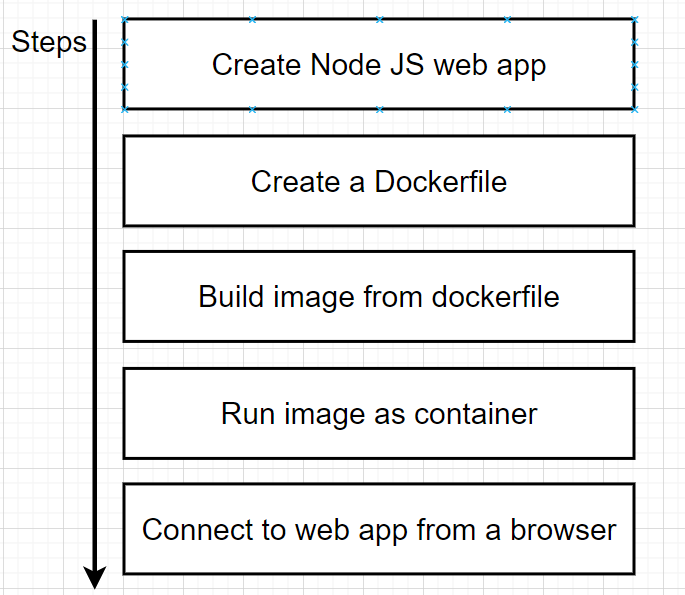 Steps
Create Node JS web app
Create a Dockerfile
Build image from dockerfile
Run image as container
Connect to web app from a browser